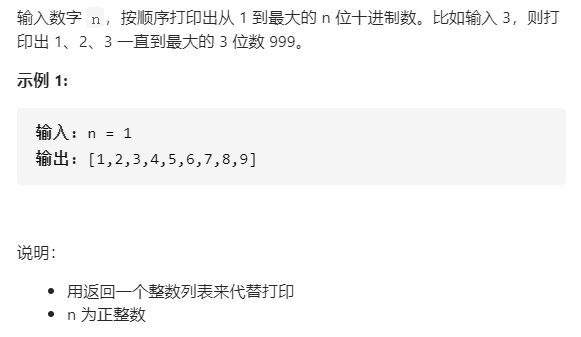 输入数字 n，按顺序打印出从 1 到最大的 n 位十进制数。比如输入 3，则打
印出 1、2、3 一直到最大的 3 位数 999。
示例 1:
输入：n = 1
输出：[1,2,3,4,5,6,7,8,9]
说明：
用返回一个整数列表来代替打印
n 为正整数